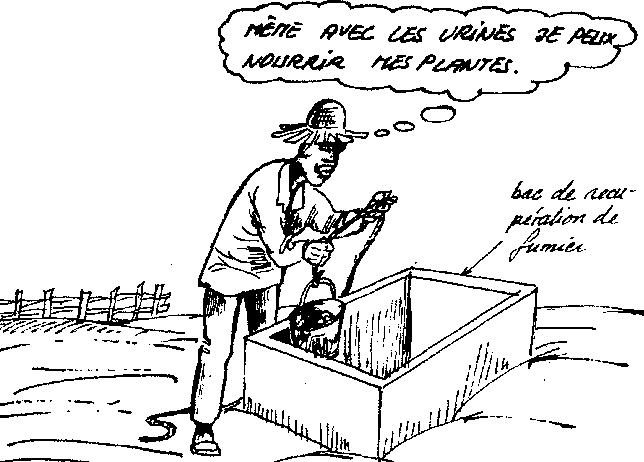 MÊME AVEC LES URINES JE PEUX
NOURRIR MES PLANTES.
bac de récu-
pération de
fumier